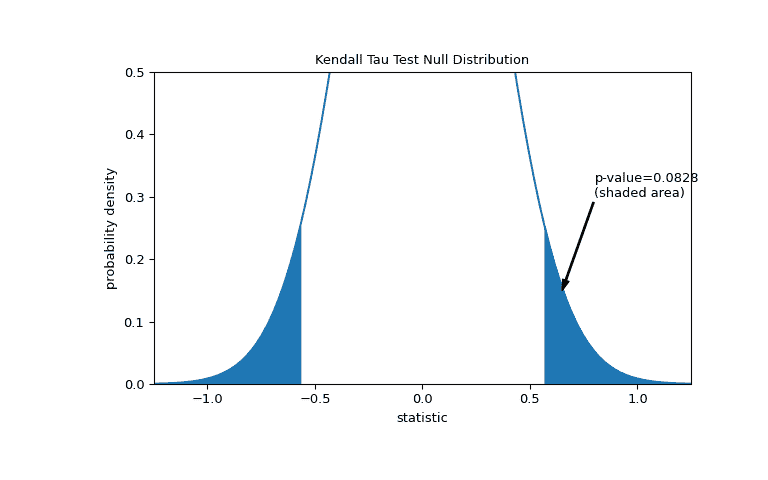 Kendall Tau Test Null Distribution
0.5
0.4
0.3
0.2
0.1
0.0
probability density
p-value=0.0828
(shaded area)
−1.0
−0.5
0.0
0.5
1.0
statistic